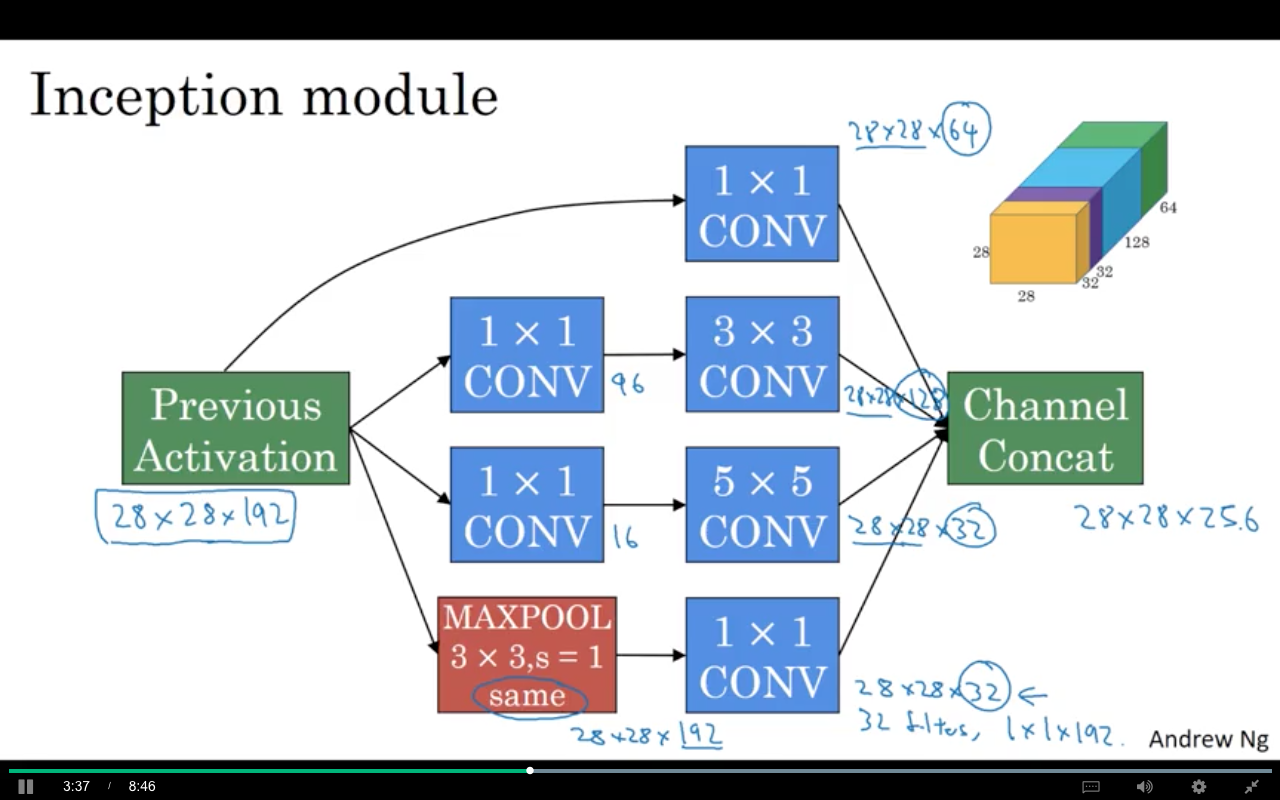 Inception module
28×28×64
1 × 1
CONV
64
128
32
32
28
28
1 × 1
CONV
96
3 × 3
CONV
28×28×128
Previous
Activation
28×28×192
Channel
Concat
28×28×256
1 × 1
CONV
16
5 × 5
CONV
28×28×32
MAXPOOL
3 × 3,s = 1
same
28×28×192
1 × 1
CONV
28×28×32 ←
32 filters, 1×1×192.
Andrew Ng
3:37 / 8:46